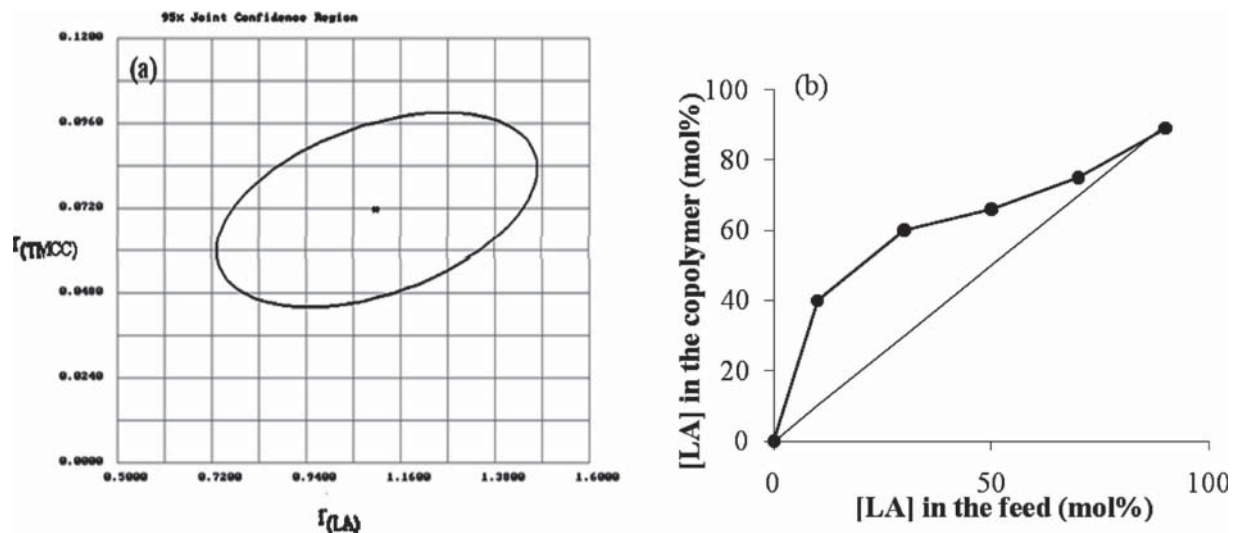 95% Joint Confidence Region
(a)
0.1200
0.0960
0.0720
0.0480
0.0240
0.0000
r(TMCC)
0.5000 0.7200 0.9400 1.1600 1.3800 1.6000
r(LA)
(b)
[LA] in the copolymer (mol%)
100
80
60
40
20
0
0 50 100
[LA] in the feed (mol%)